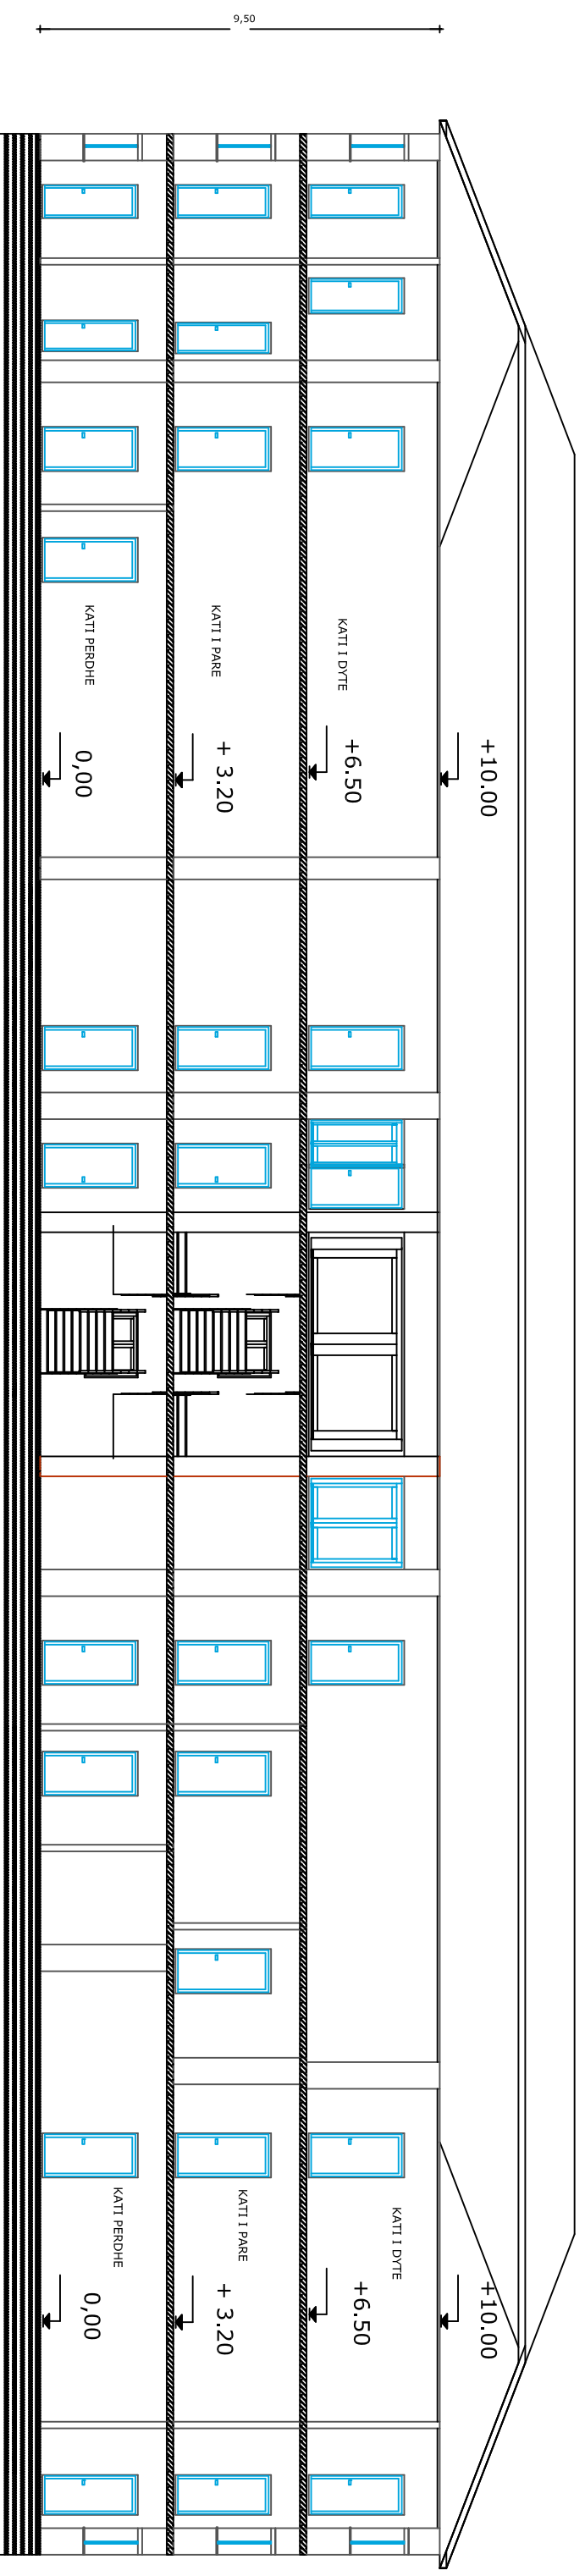 9,50
+10.00
+6.50
KATI I DYTE
+ 3.20
KATI I PARE
0,00
KATI PERDHE
+10.00
+6.50
KATI I DYTE
+ 3.20
KATI I PARE
0,00
KATI PERDHE